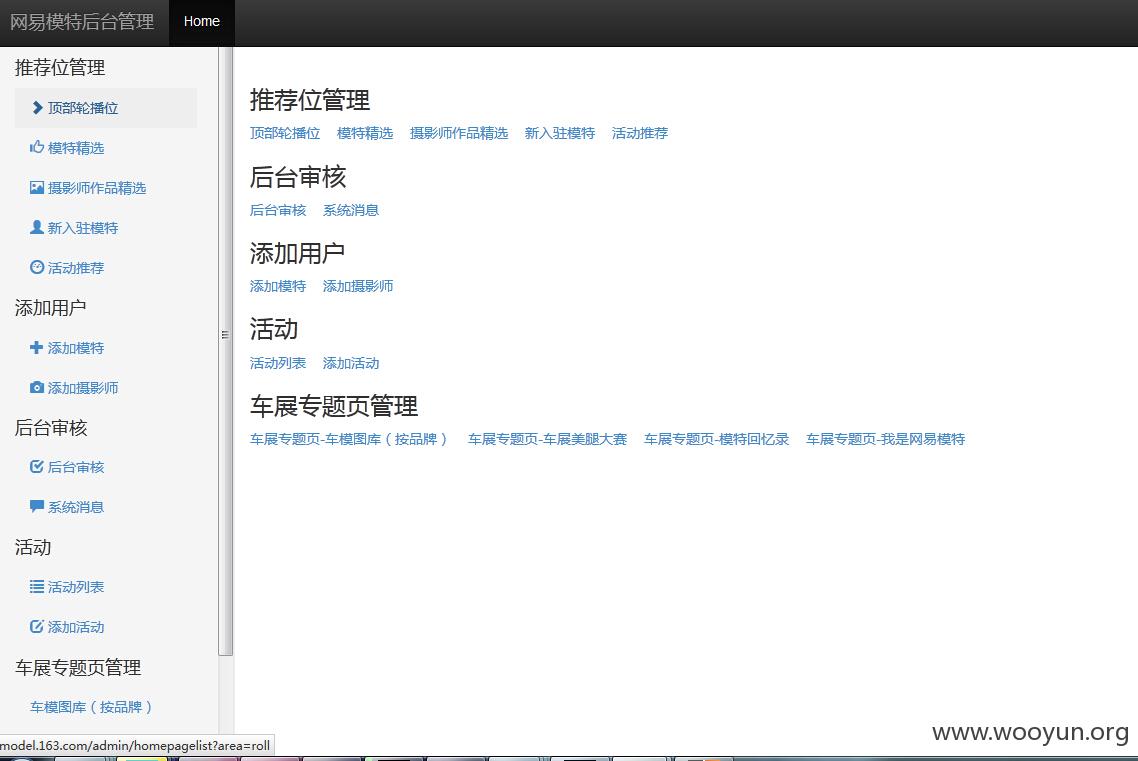 网易模特后台管理 Home
推荐位管理
顶部轮播位
模特精选
摄影师作品精选
新入驻模特
活动推荐
添加用户
添加模特
添加摄影师
后台审核
后台审核
系统消息
活动
活动列表
添加活动
车展专题页管理
车模图库（按品牌）
推荐位管理
顶部轮播位 模特精选 摄影师作品精选 新入驻模特 活动推荐
后台审核
后台审核 系统消息
添加用户
添加模特 添加摄影师
活动
活动列表 添加活动
车展专题页管理
车展专题页-车模图库（按品牌） 车展专题页-车展美腿大赛 车展专题页-模特回忆录 车展专题页-我是网易模特
www.wooyun.org
model.163.com/admin/homepagelist?area=roll